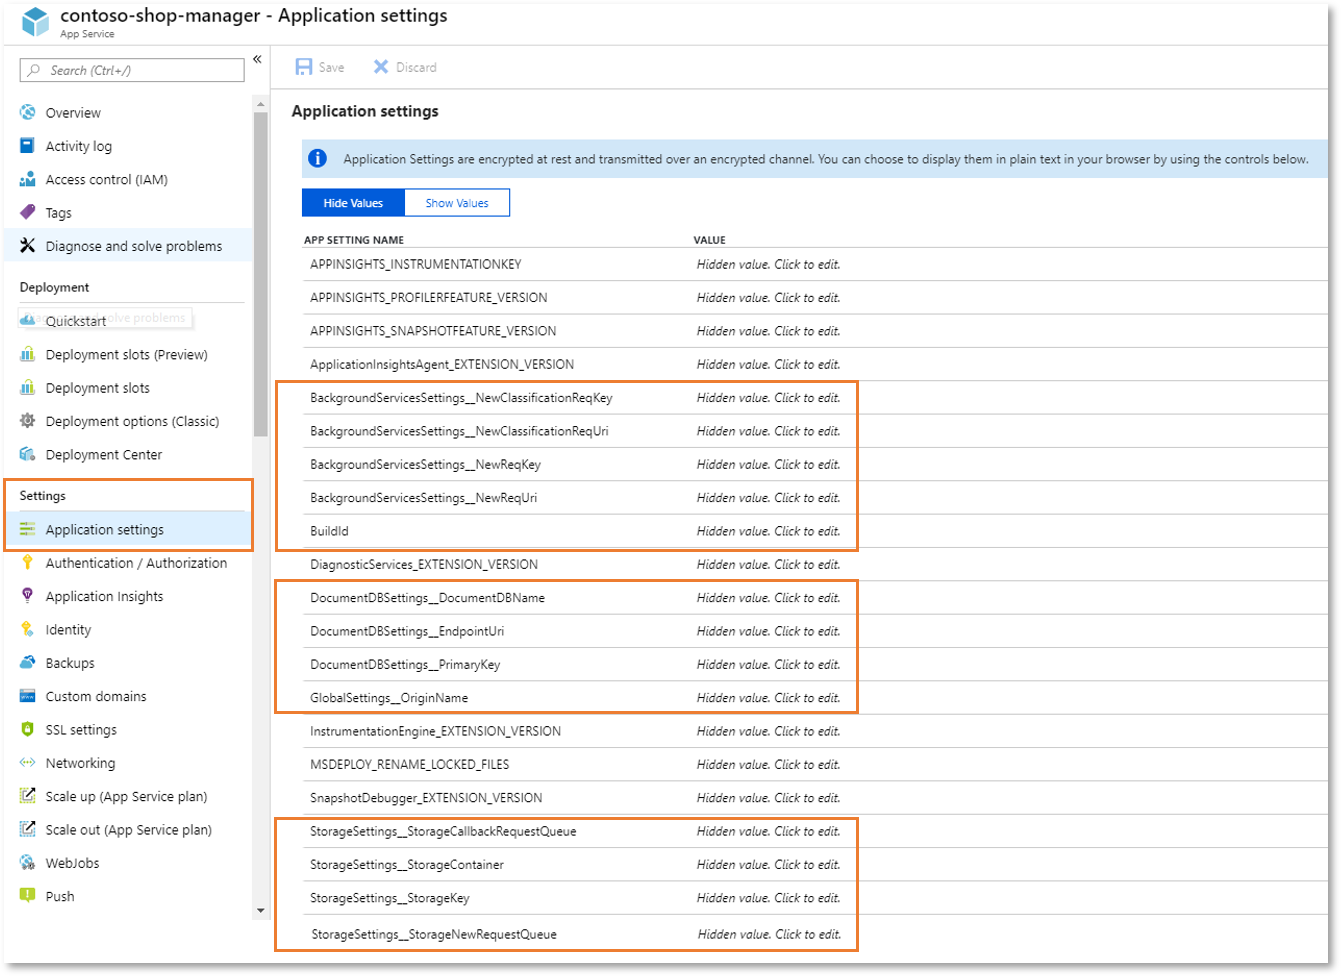 contoso-shop-manager - Application settings
App Service
Search (Ctrl+/)
«
Overview
Activity log
Access control (IAM)
Tags
Diagnose and solve problems
Deployment
Quickstart
Deployment slots (Preview)
Deployment slots
Deployment options (Classic)
Deployment Center
Settings
Application settings
Authentication / Authorization
Application Insights
Identity
Backups
Custom domains
SSL settings
Networking
Scale up (App Service plan)
Scale out (App Service plan)
WebJobs
Push
Save Discard
Application settings
Application Settings are encrypted at rest and transmitted over an encrypted channel. You can choose to display them in plain text in your browser by using the controls below.
Hide Values Show Values
APP SETTING NAME VALUE
APPINSIGHTS_INSTRUMENTATIONKEY Hidden value. Click to edit.
APPINSIGHTS_PROFILERFEATURE_VERSION Hidden value. Click to edit.
APPINSIGHTS_SNAPSHOTFEATURE_VERSION Hidden value. Click to edit.
ApplicationInsightsAgent_EXTENSION_VERSION Hidden value. Click to edit.
BackgroundServicesSettings__NewClassificationReqKey Hidden value. Click to edit.
BackgroundServicesSettings__NewClassificationReqUri Hidden value. Click to edit.
BackgroundServicesSettings__NewReqKey Hidden value. Click to edit.
BackgroundServicesSettings__NewReqUri Hidden value. Click to edit.
BuildId Hidden value. Click to edit.
DiagnosticServices_EXTENSION_VERSION Hidden value. Click to edit.
DocumentDBSettings__DocumentDBName Hidden value. Click to edit.
DocumentDBSettings__EndpointUri Hidden value. Click to edit.
DocumentDBSettings__PrimaryKey Hidden value. Click to edit.
GlobalSettings__OriginName Hidden value. Click to edit.
InstrumentationEngine_EXTENSION_VERSION Hidden value. Click to edit.
MSDEPLOY_RENAME_LOCKED_FILES Hidden value. Click to edit.
SnapshotDebugger_EXTENSION_VERSION Hidden value. Click to edit.
StorageSettings__StorageCallbackRequestQueue Hidden value. Click to edit.
StorageSettings__StorageContainer Hidden value. Click to edit.
StorageSettings__StorageKey Hidden value. Click to edit.
StorageSettings__StorageNewRequestQueue Hidden value. Click to edit.